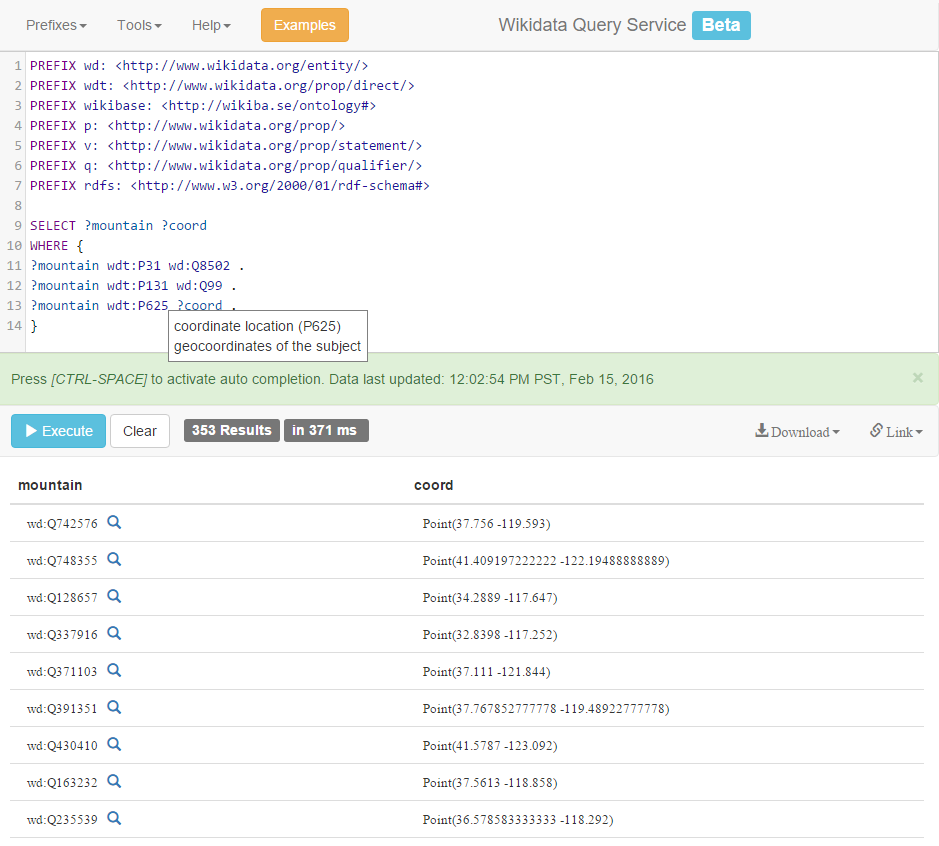 Prefixes Tools Help Examples Wikidata Query Service Beta
1 PREFIX wd: <http://www.wikidata.org/entity/>
2 PREFIX wdt: <http://www.wikidata.org/prop/direct/>
3 PREFIX wikibase: <http://wikiba.se/ontology#>
4 PREFIX p: <http://www.wikidata.org/prop/>
5 PREFIX v: <http://www.wikidata.org/prop/statement/>
6 PREFIX q: <http://www.wikidata.org/prop/qualifier/>
7 PREFIX rdfs: <http://www.w3.org/2000/01/rdf-schema#>
8
9 SELECT ?mountain ?coord
10 WHERE {
11 ?mountain wdt:P31 wd:Q8502 .
12 ?mountain wdt:P131 wd:Q99 .
13 ?mountain wdt:P625 ?coord .
14 }
coordinate location (P625)
geocoordinates of the subject
Press [CTRL-SPACE] to activate auto completion. Data last updated: 12:02:54 PM PST, Feb 15, 2016 ×
Execute Clear 353 Results in 371 ms Download Link
mountain coord
wd:Q742576 Point(37.756 -119.593)
wd:Q748355 Point(41.409197222222 -122.19488888889)
wd:Q128657 Point(34.2889 -117.647)
wd:Q337916 Point(32.8398 -117.252)
wd:Q371103 Point(37.111 -121.844)
wd:Q391351 Point(37.767852777778 -119.48922777778)
wd:Q430410 Point(41.5787 -123.092)
wd:Q163232 Point(37.5613 -118.858)
wd:Q235539 Point(36.578583333333 -118.292)